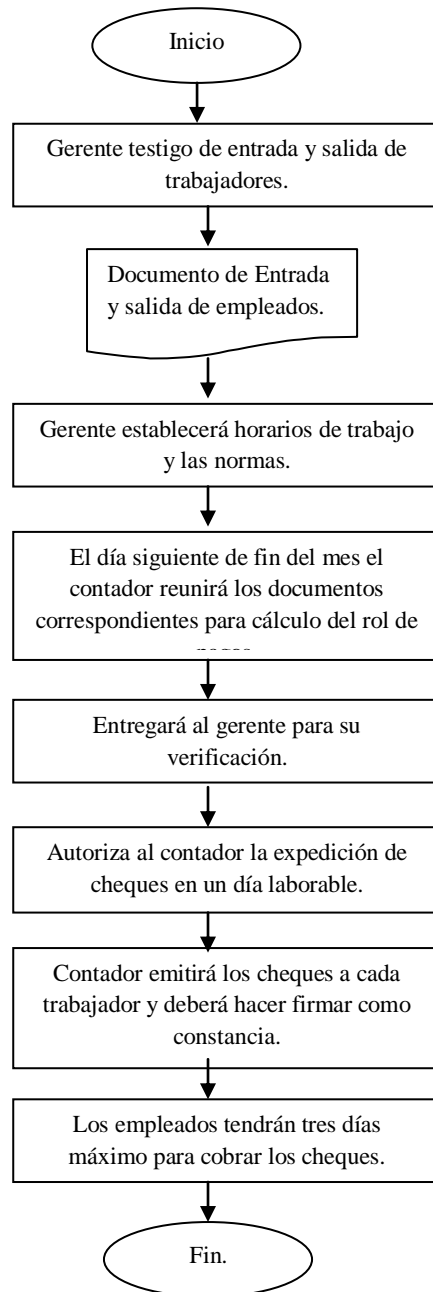 Inicio
Gerente testigo de entrada y salida de
trabajadores.
Documento de Entrada
y salida de empleados.
Gerente establecerá horarios de trabajo
y las normas.
El día siguiente de fin del mes el
contador reunirá los documentos
correspondientes para cálculo del rol de
Entregará al gerente para su
verificación.
Autoriza al contador la expedición de
cheques en un día laborable.
Contador emitirá los cheques a cada
trabajador y deberá hacer firmar como
constancia.
Los empleados tendrán tres días
máximo para cobrar los cheques.
Fin.